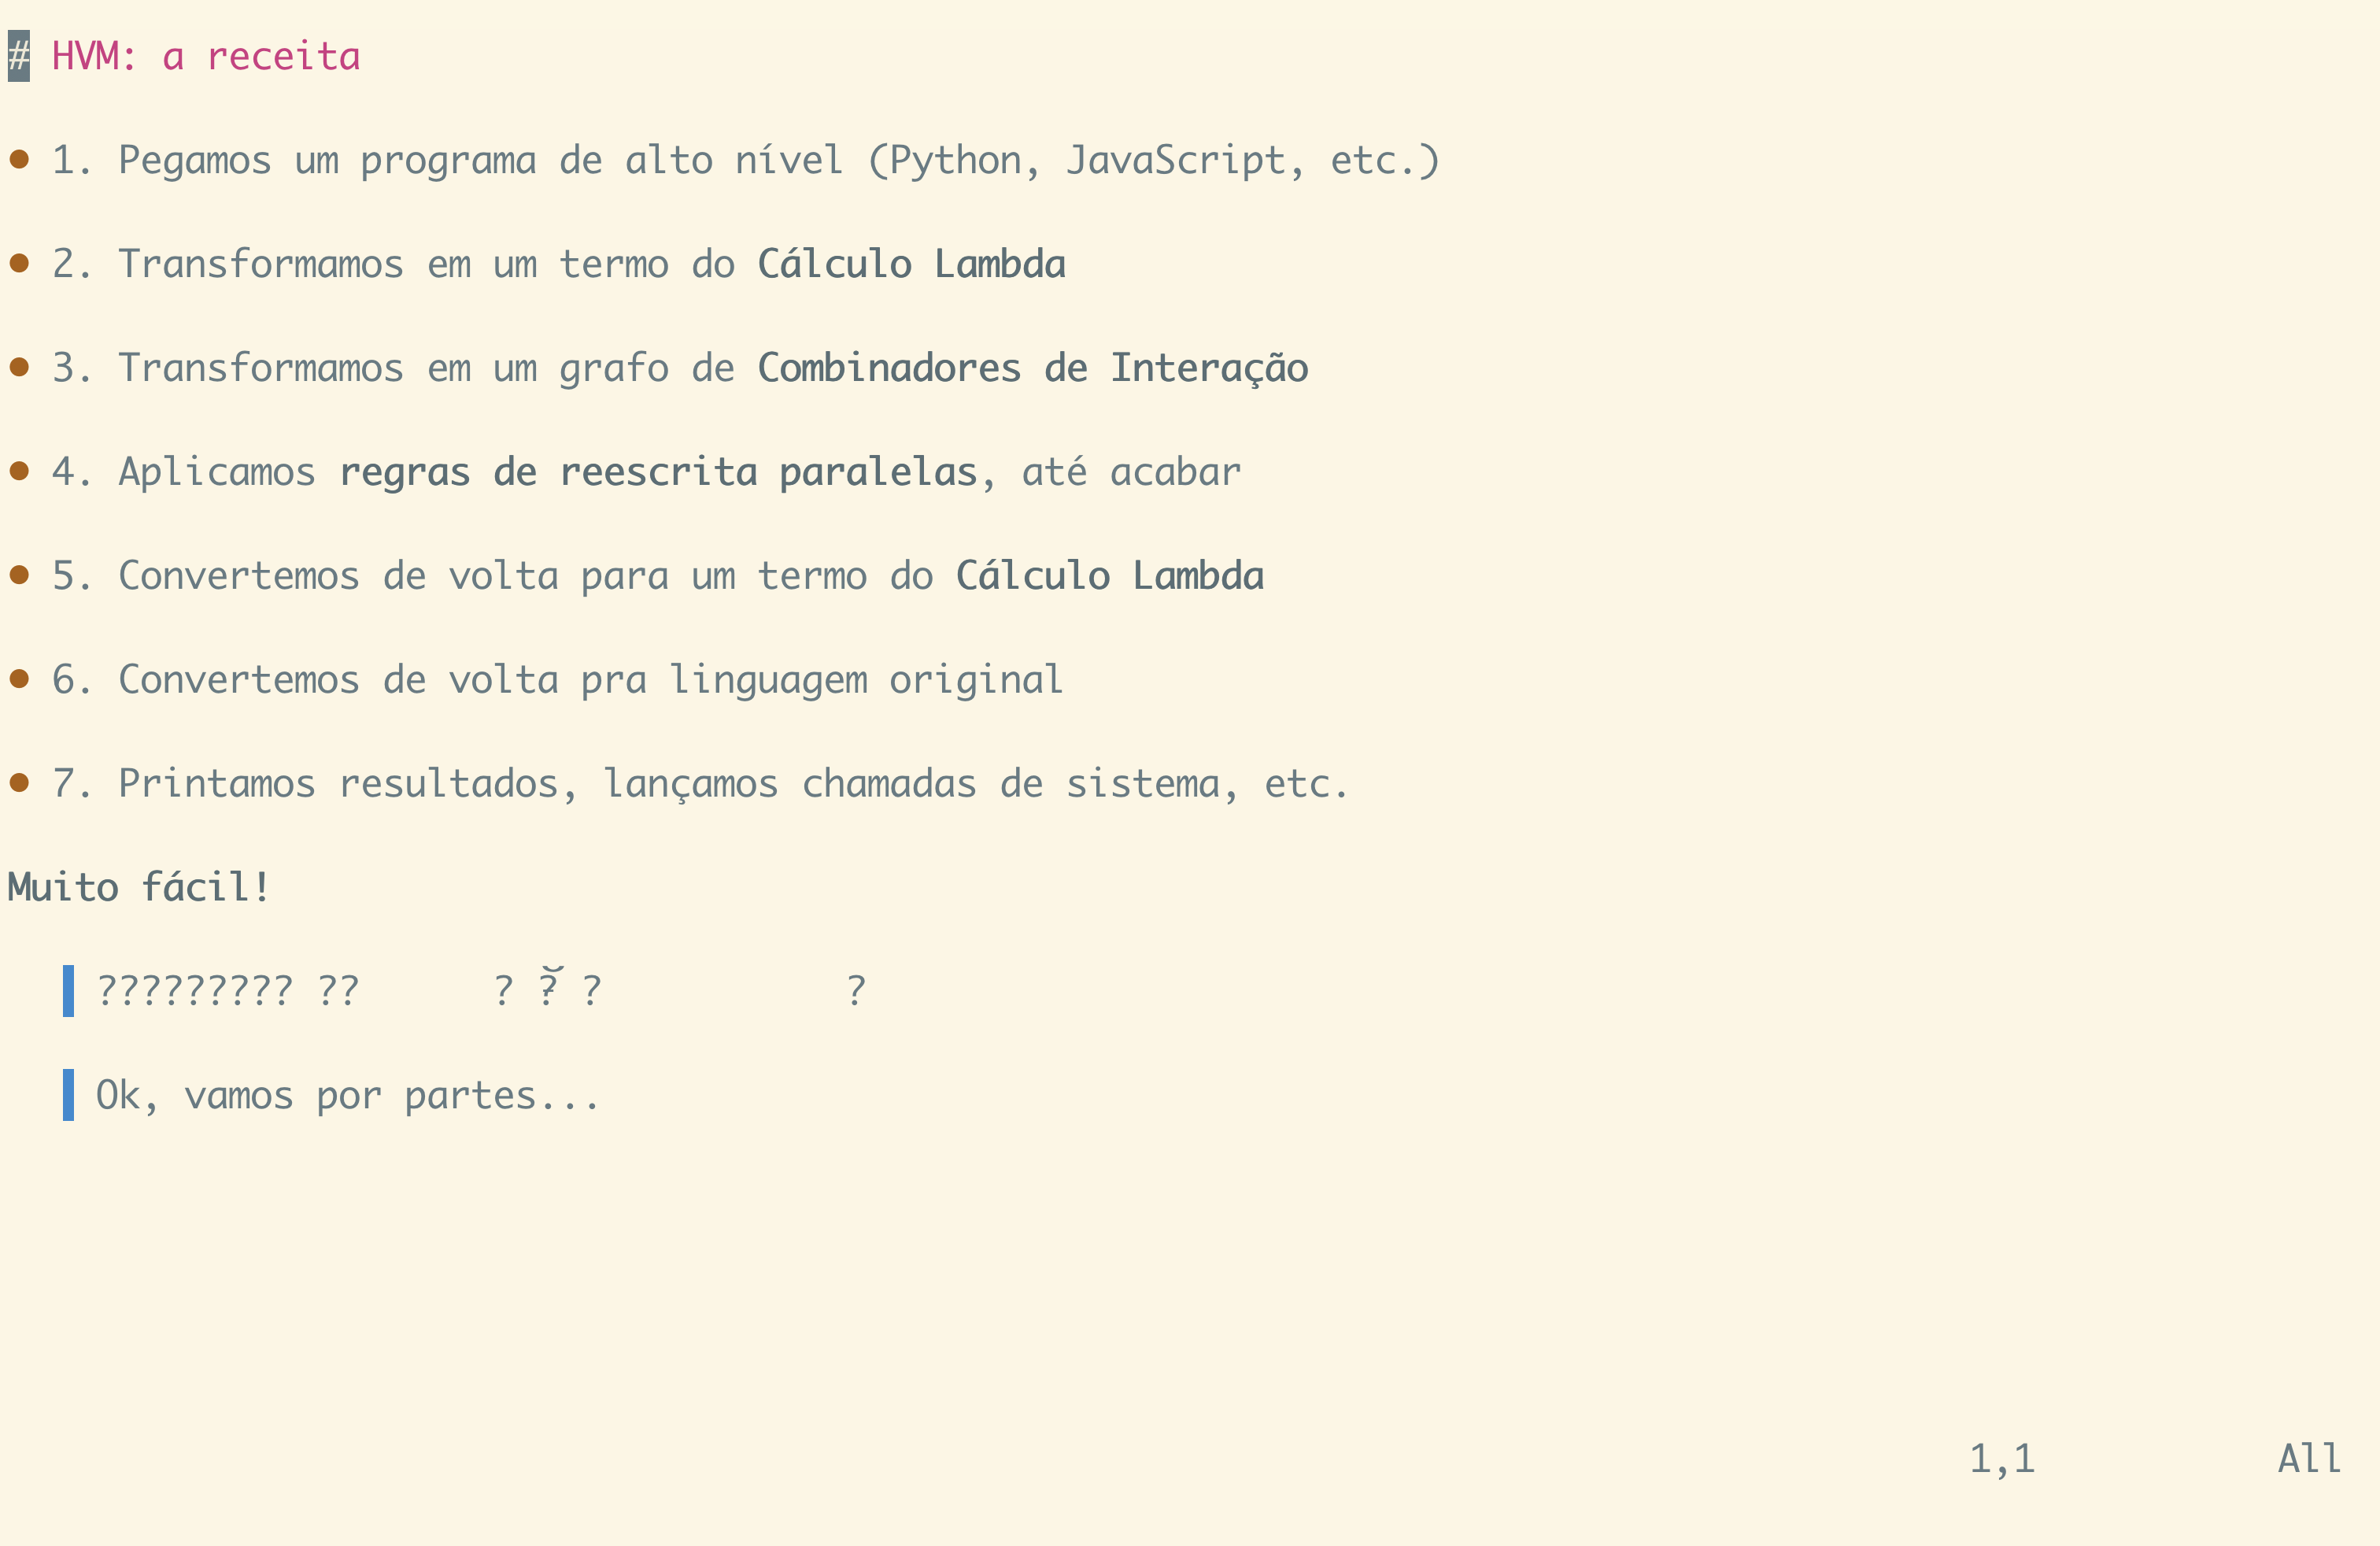 # HVM: a receita
• 1. Pegamos um programa de alto nível (Python, JavaScript, etc.)
• 2. Transformamos em um termo do Cálculo Lambda
• 3. Transformamos em um grafo de Combinadores de Interação
• 4. Aplicamos regras de reescrita paralelas, até acabar
• 5. Convertemos de volta para um termo do Cálculo Lambda
• 6. Convertemos de volta pra linguagem original
• 7. Printamos resultados, lançamos chamadas de sistema, etc.
Muito fácil!
????????? ?? ? ? ? ?
Ok, vamos por partes...
1,1 All